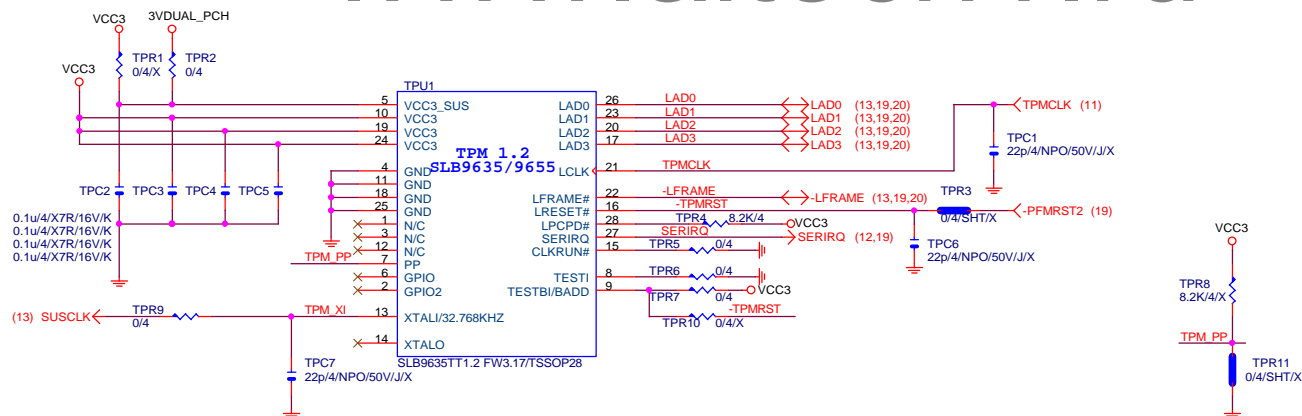 VCC3
3VDUAL_PCH
TPR1
0/4/X
TPR2
0/4
VCC3
TPU1
5 VCC3_SUS
10 VCC3
19 VCC3
24 VCC3
4 GND
11 GND
18 GND
25 GND
1 N/C
3 N/C
12 N/C
TPM_PP 7 PP
6 GPIO
2 GPIO2
TPM_XI 13 XTALI/32.768KHZ
14 XTALO
TPM 1.2
SLB9635/9655
LAD0 26 LAD0 LAD0 (13,19,20)
LAD1 23 LAD1 LAD1 (13,19,20)
LAD2 20 LAD2 LAD2 (13,19,20)
LAD3 17 LAD3 LAD3 (13,19,20)
LCLK 21 TPMCLK TPMCLK (11)
LFRAME# 22 -LFRAME -LFRAME (13,19,20)
LRESET# 16 -TPMRST -PFMRST2 (19)
LPCPD# 28 TPR4 8.2K/4 VCC3
SERIRQ 27 SERIRQ SERIRQ (12,19)
CLKRUN# 15 TPR5 0/4
TESTI 8 TPR6 0/4
TESTBI/BADD 9 TPR7 0/4 VCC3
TPR10 0/4/X -TPMRST
SLB9635TT1.2 FW3.17/TSSOP28
TPC1
22p/4/NPO/50V/J/X
TPR3
0/4/SHT/X
TPC6
22p/4/NPO/50V/J/X
TPC2 TPC3 TPC4 TPC5
0.1u/4/X7R/16V/K
0.1u/4/X7R/16V/K
0.1u/4/X7R/16V/K
0.1u/4/X7R/16V/K
(13) SUSCLK
TPR9
0/4
TPC7
22p/4/NPO/50V/J/X
VCC3
TPR8
8.2K/4/X
TPM_PP
TPR11
0/4/SHT/X